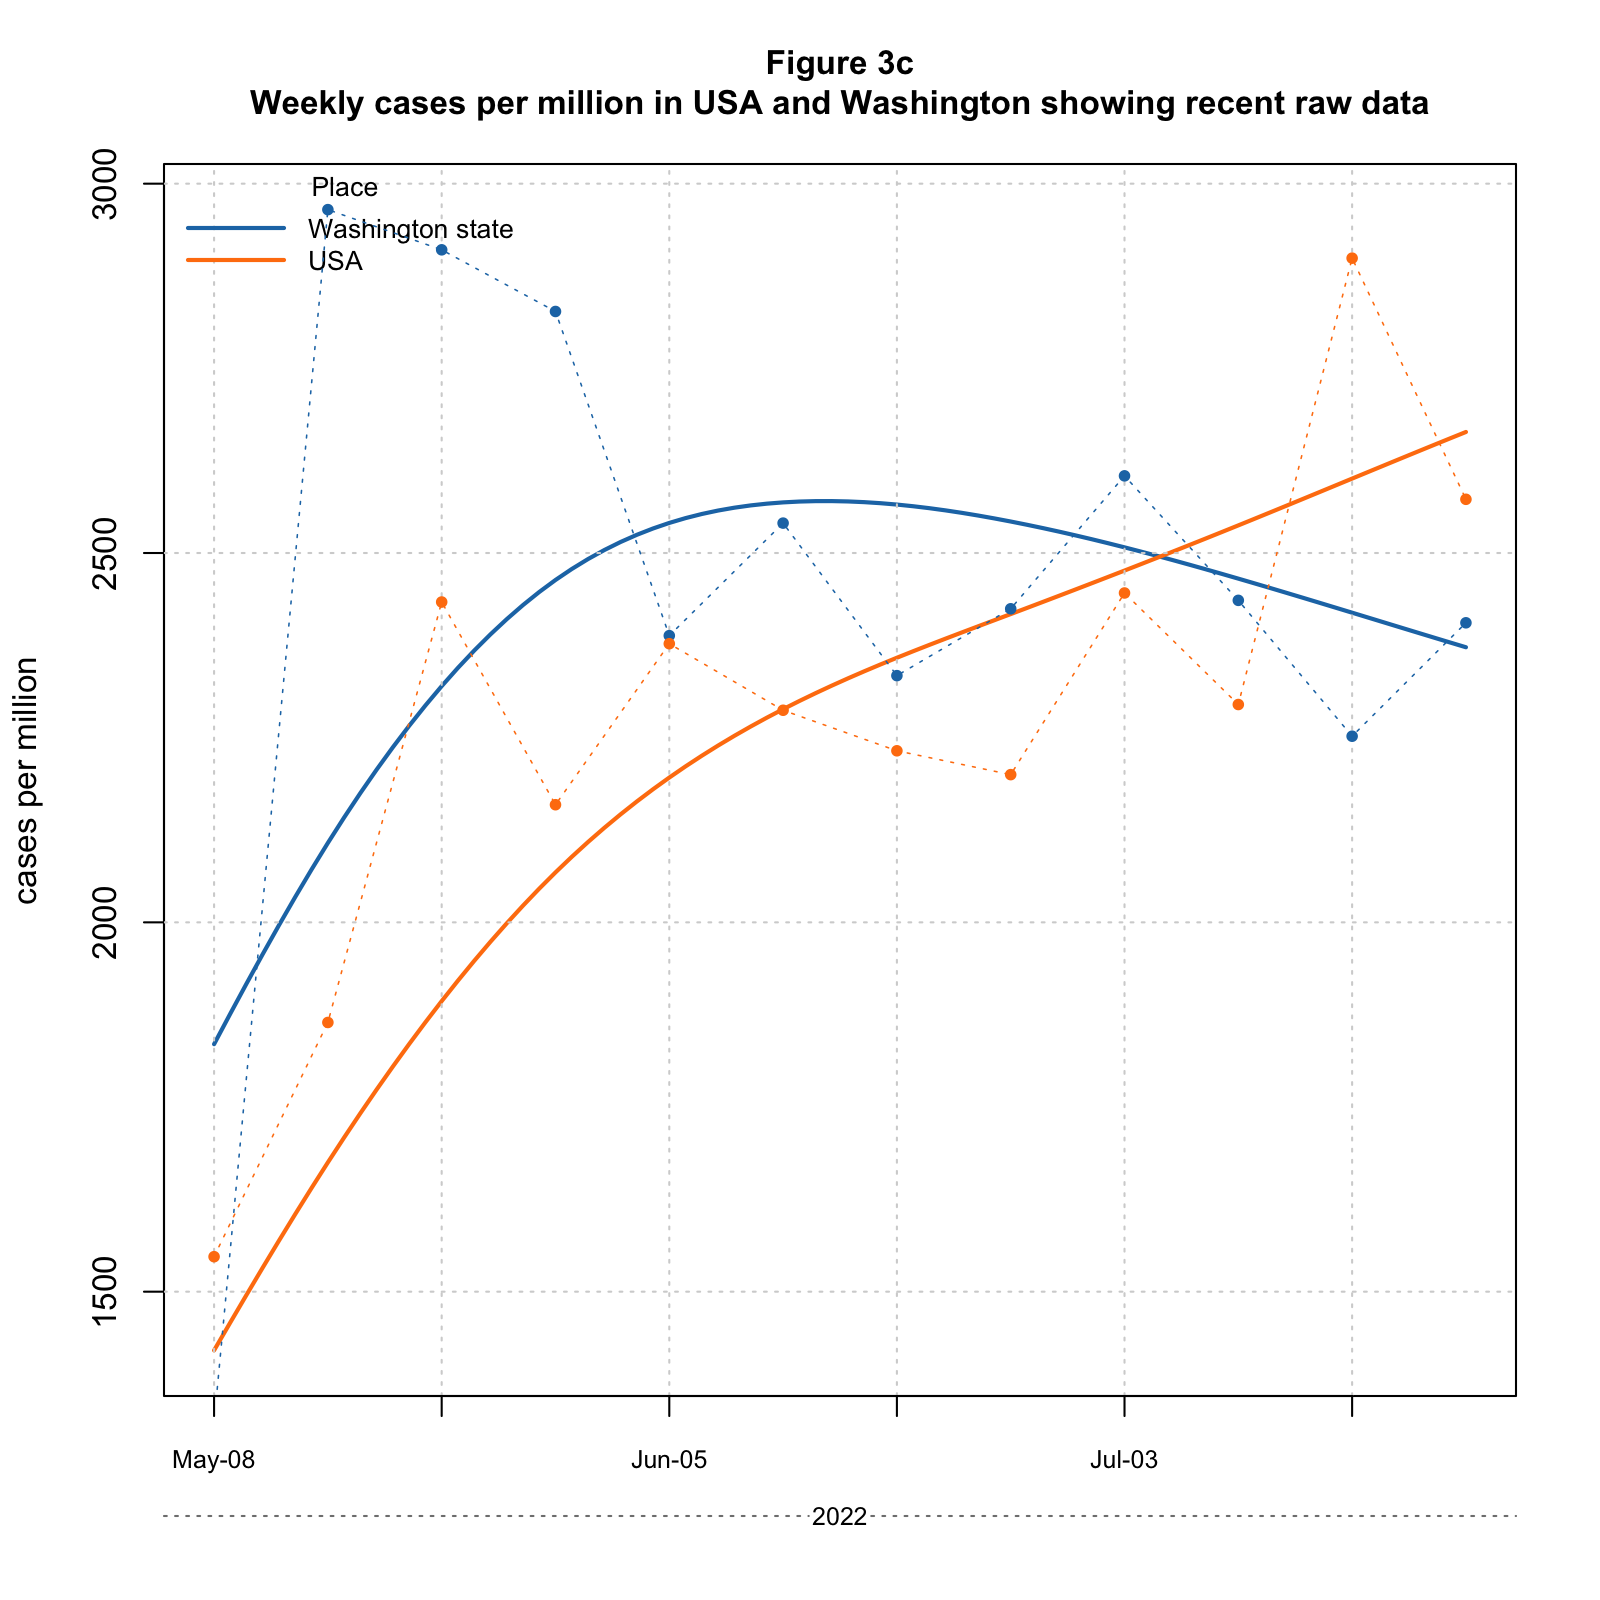 Figure 3c
Weekly cases per million in USA and Washington showing recent raw data
Place
Washington state
USA
cases per million
3000
2500
2000
1500
May-08
Jun-05
Jul-03
2022